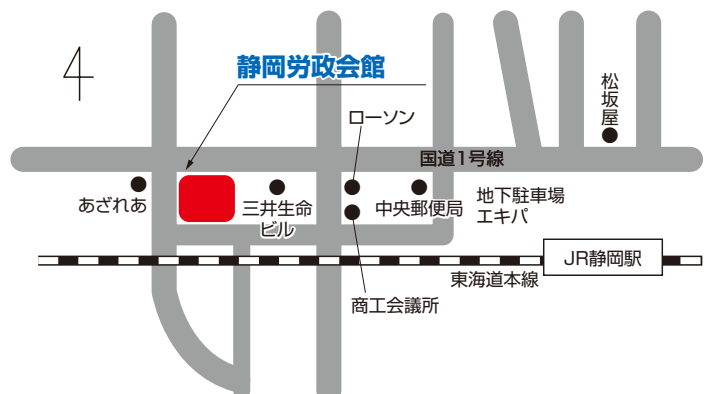 静岡労政会館
松坂屋
ローソン
国道1号線
あざれあ
三井生命
ビル
中央郵便局
地下駐車場
エキパ
JR静岡駅
東海道本線
商工会議所